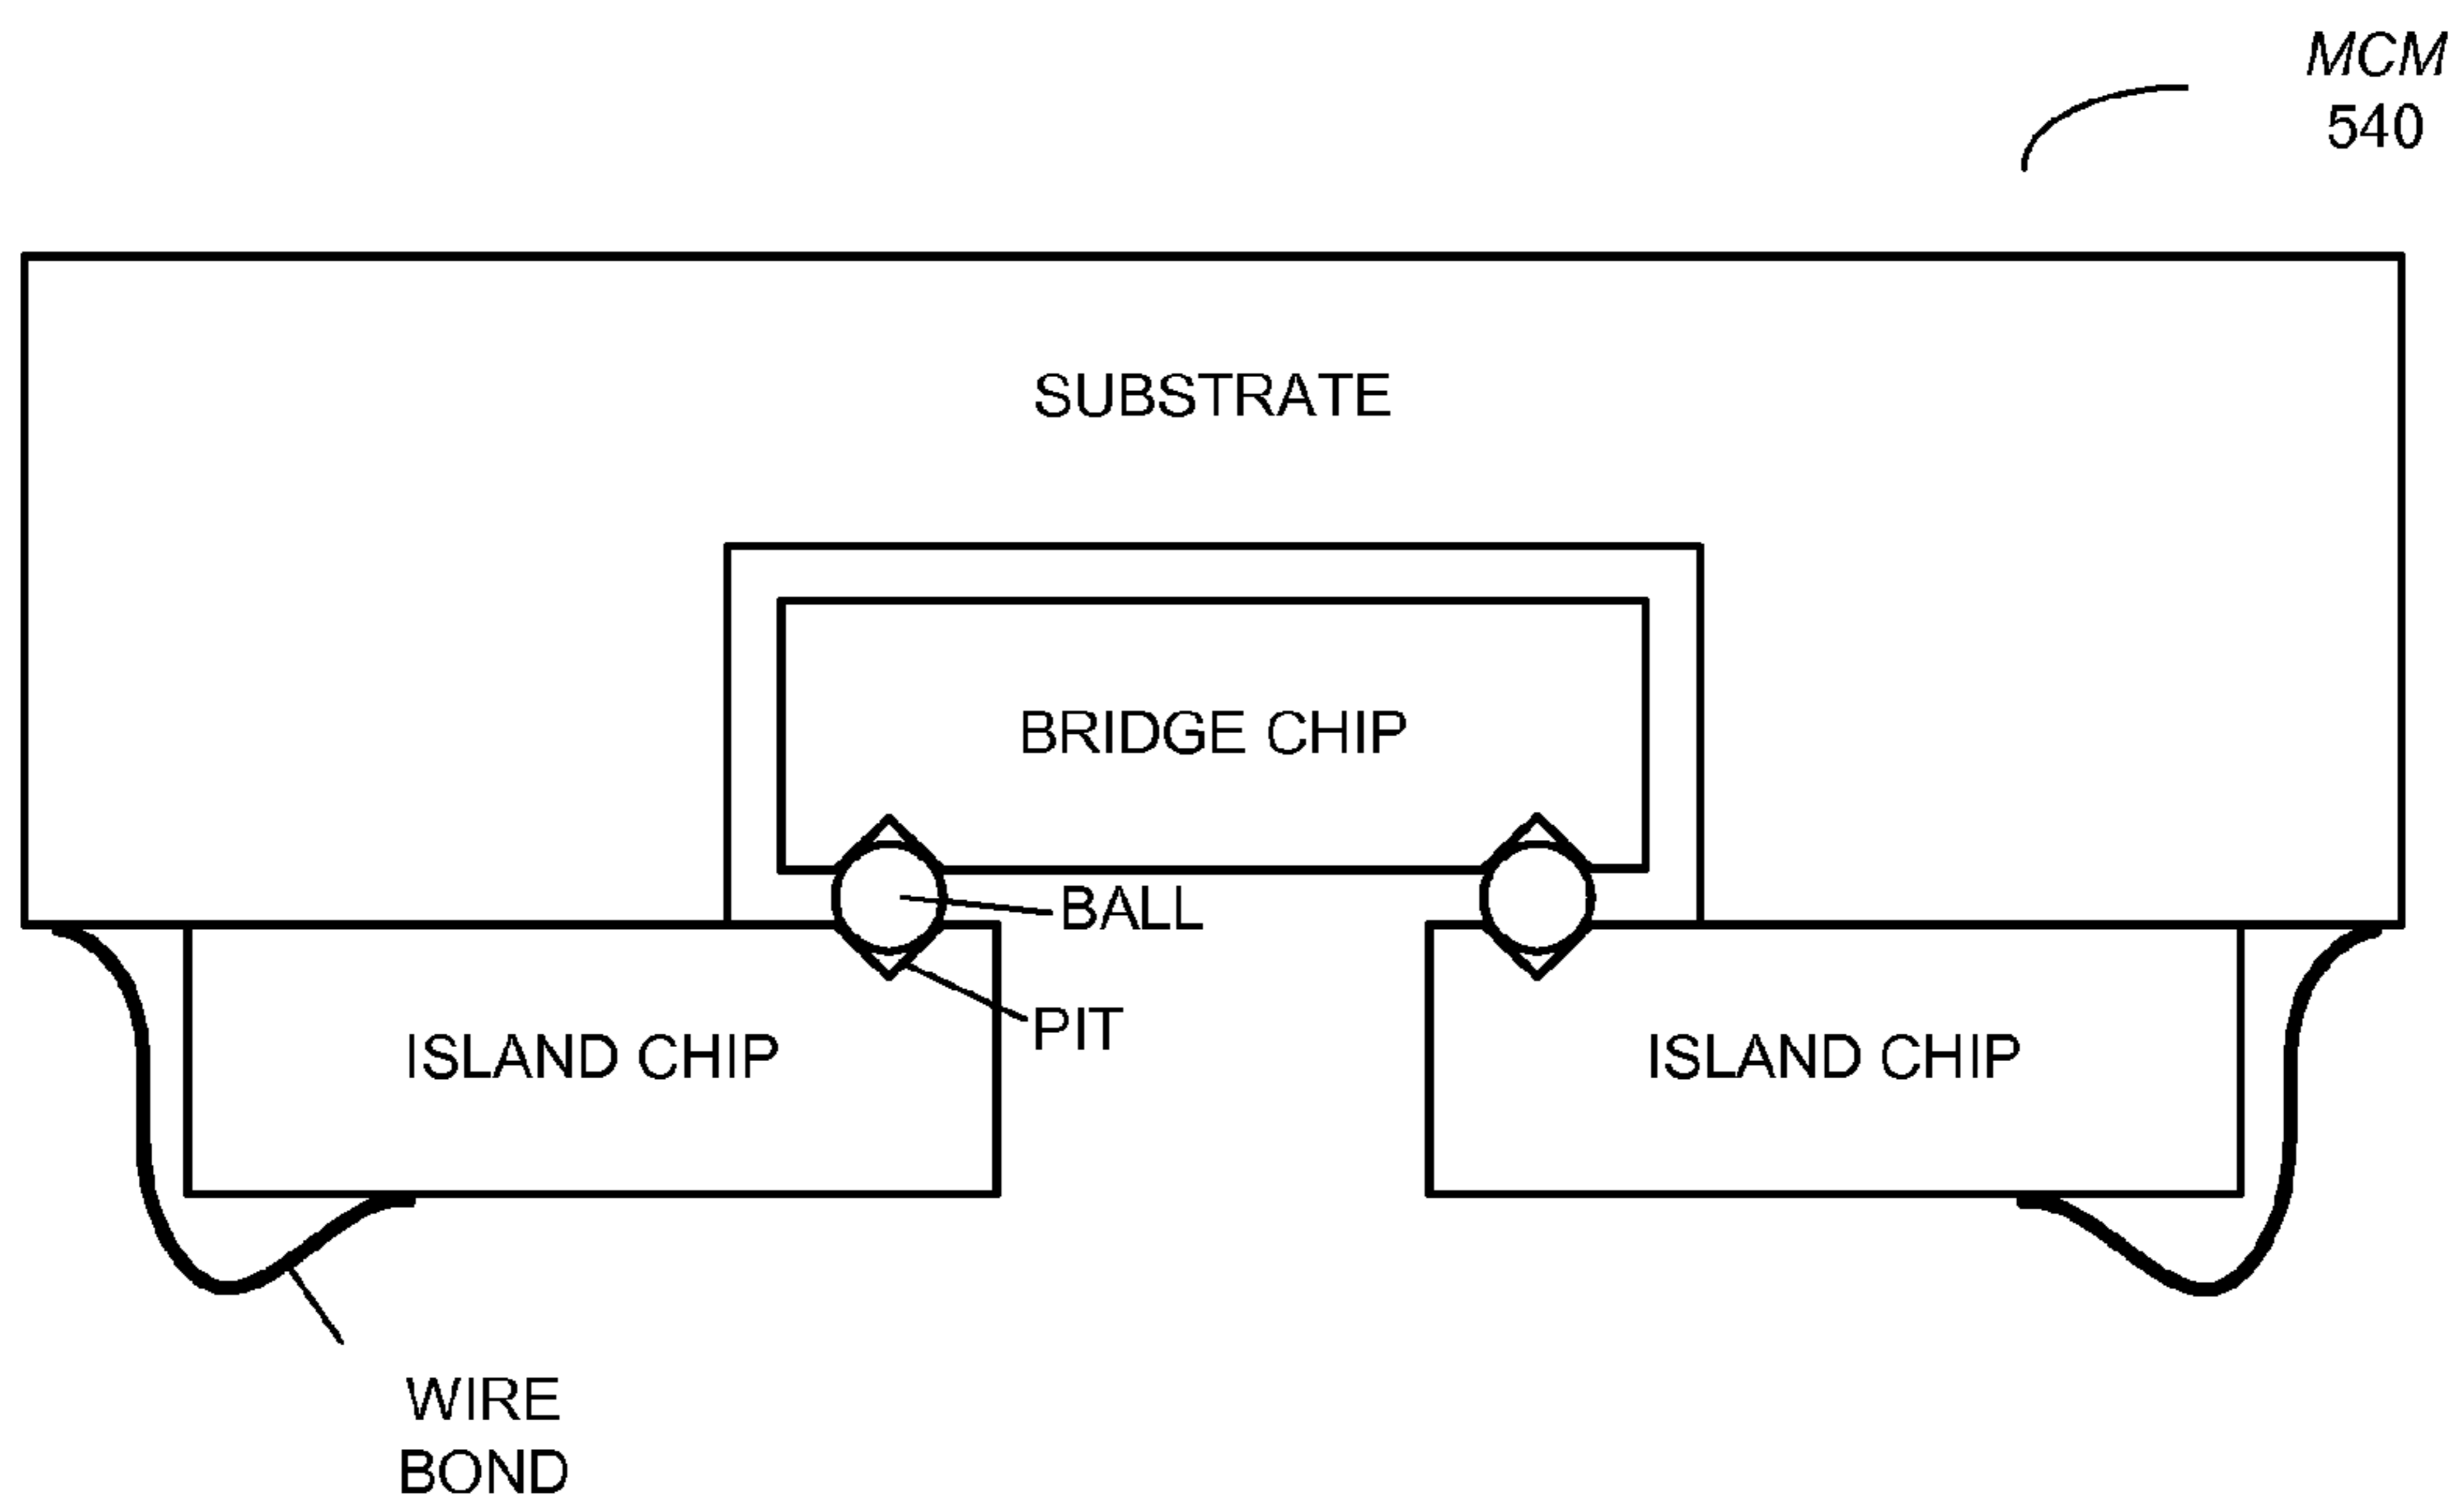 MCM
540
SUBSTRATE
BRIDGE CHIP
BALL
PIT
ISLAND CHIP
ISLAND CHIP
WIRE
BOND